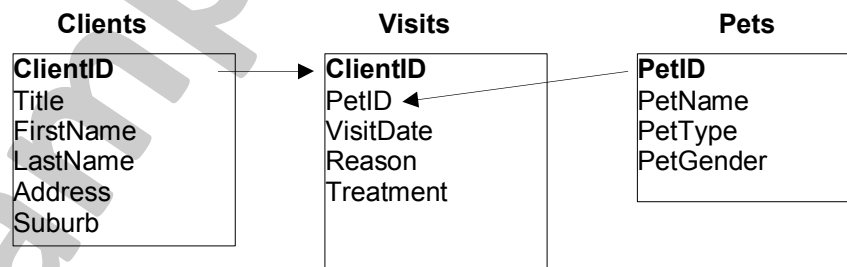 Clients
ClientID
Title
FirstName
LastName
Address
Suburb
Visits
ClientID
PetID
VisitDate
Reason
Treatment
Pets
PetID
PetName
PetType
PetGender